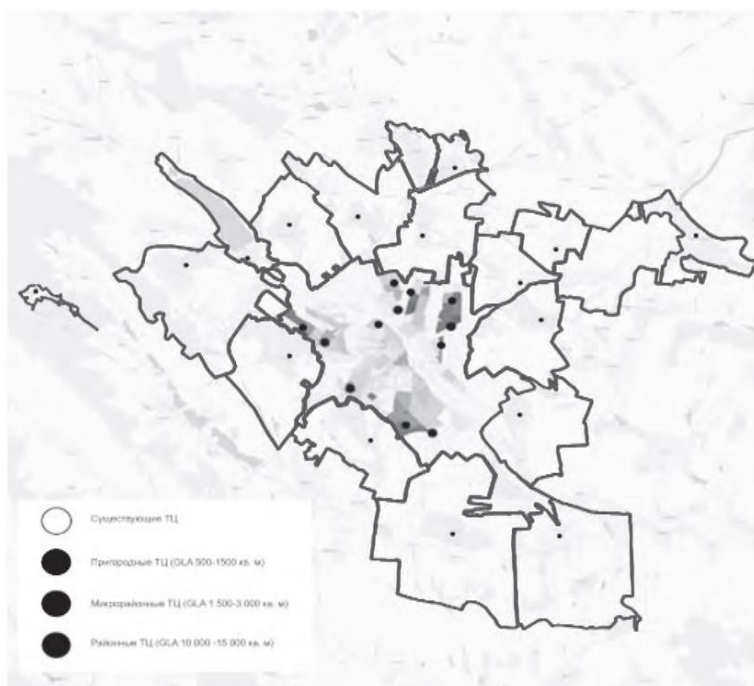 Существующие ТЦ
Пригородные ТЦ (GLA 500-1500 кв. м)
Микрорайонные ТЦ (GLA 1 500-3 000 кв. м)
Районные ТЦ (GLA 10 000 -15 000 кв. м)